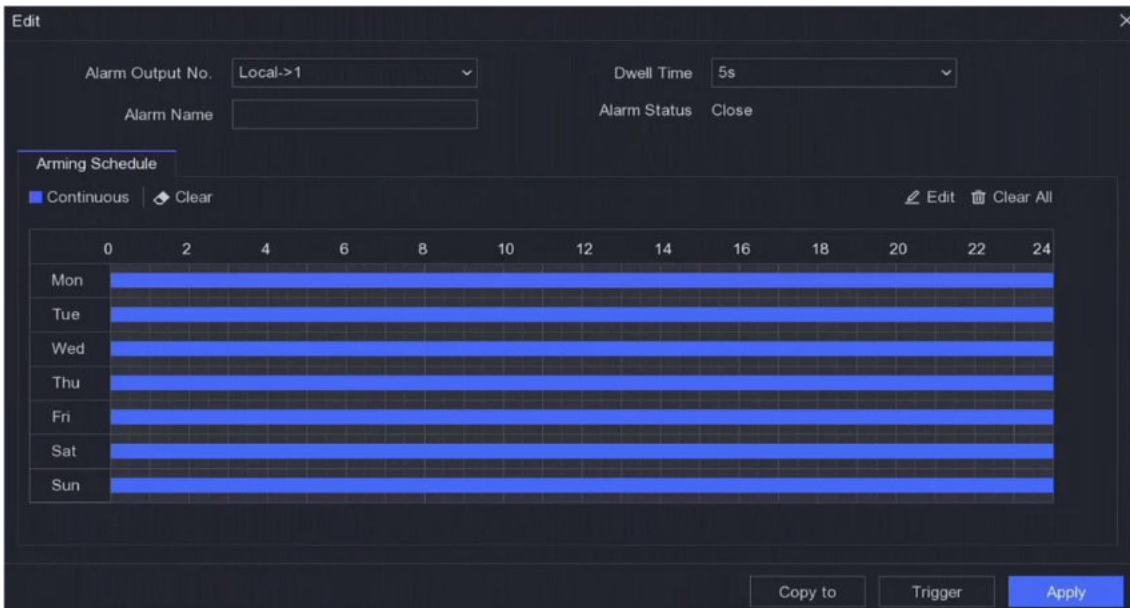 Edit
Alarm Output No. Local->1 Dwell Time 5s
Alarm Name Alarm Status Close
Arming Schedule
Continuous Clear Edit Clear All
0 2 4 6 8 10 12 14 16 18 20 22 24
Mon
Tue
Wed
Thu
Fri
Sat
Sun
Copy to Trigger Apply